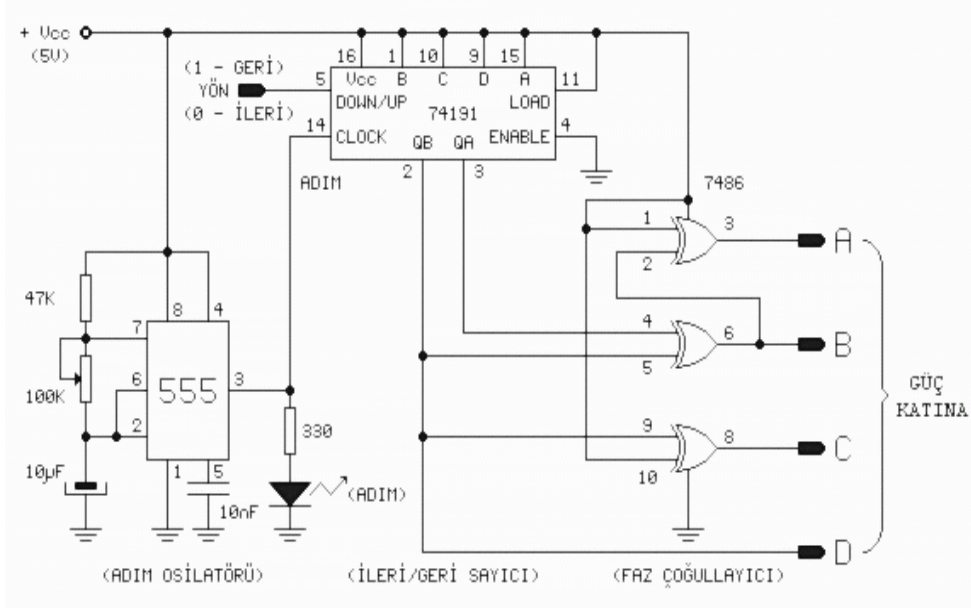 + Vcc
(5V)
16 1 10 9 15
Vcc B C D A
(1 - GERİ)
YÖN
(0 - İLERİ)
5
DOWN/UP
74191
LOAD
11
14
CLOCK
ENABLE
4
QB QA
2
3
ADIM
7486
1
2
3
A
4
5
6
B
9
10
8
C
D
GÜÇ
KATINA
47K
100K
10µF
8
4
7
6
2
555
3
1
5
10nF
330
(ADIM)
(ADIM OSİLATÖRÜ)
(İLERİ/GERİ SAYICI)
(FAZ ÇOĞULLAYICI)